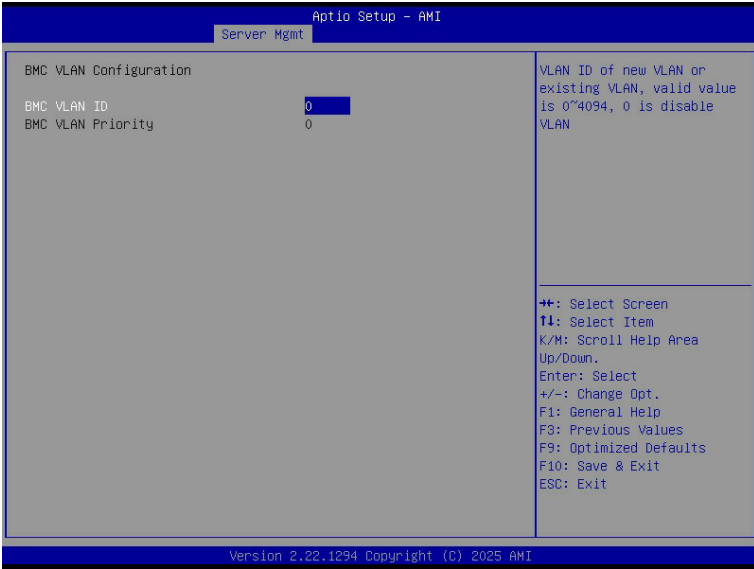 Aptio Setup – AMI
Server Mgmt
BMC VLAN Configuration
BMC VLAN ID 0
BMC VLAN Priority 0
VLAN ID of new VLAN or
existing VLAN, valid value
is 0~4094, 0 is disable
VLAN
→←: Select Screen
↑↓: Select Item
K/M: Scroll Help Area
Up/Down.
Enter: Select
+/-: Change Opt.
F1: General Help
F3: Previous Values
F9: Optimized Defaults
F10: Save & Exit
ESC: Exit
Version 2.22.1294 Copyright (C) 2025 AMI